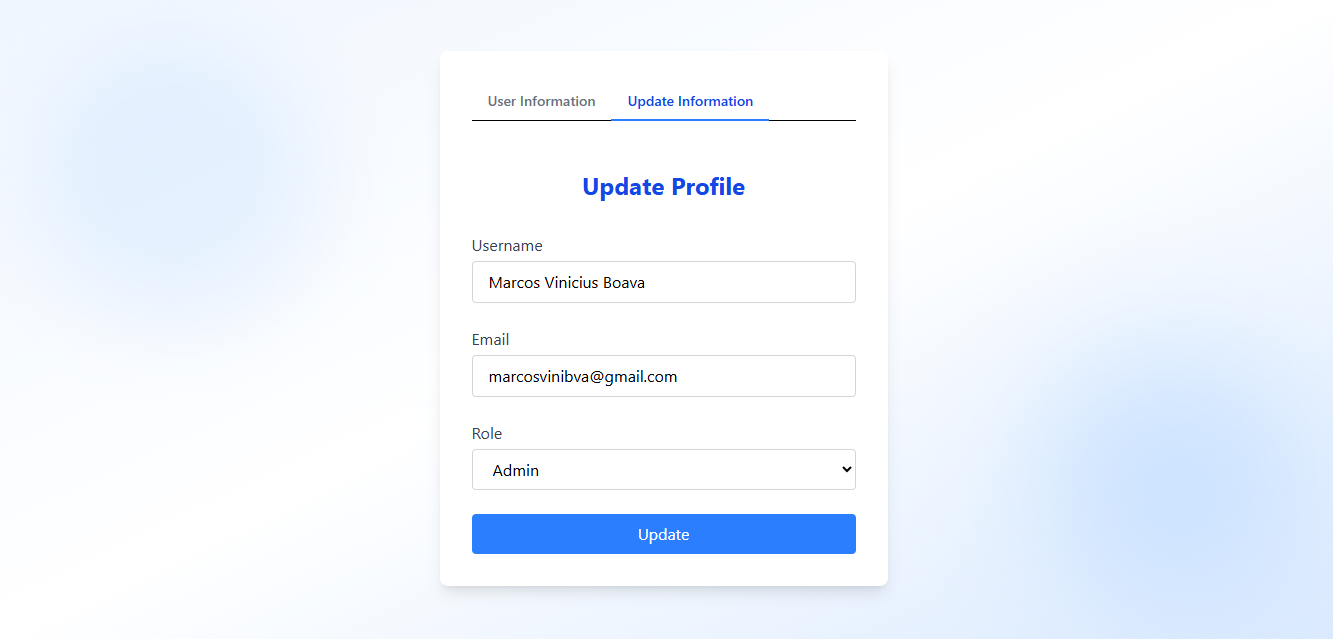 User Information Update Information
Update Profile
Username
Marcos Vinicius Boava
Email
marcosvinibva@gmail.com
Role
Admin
Update